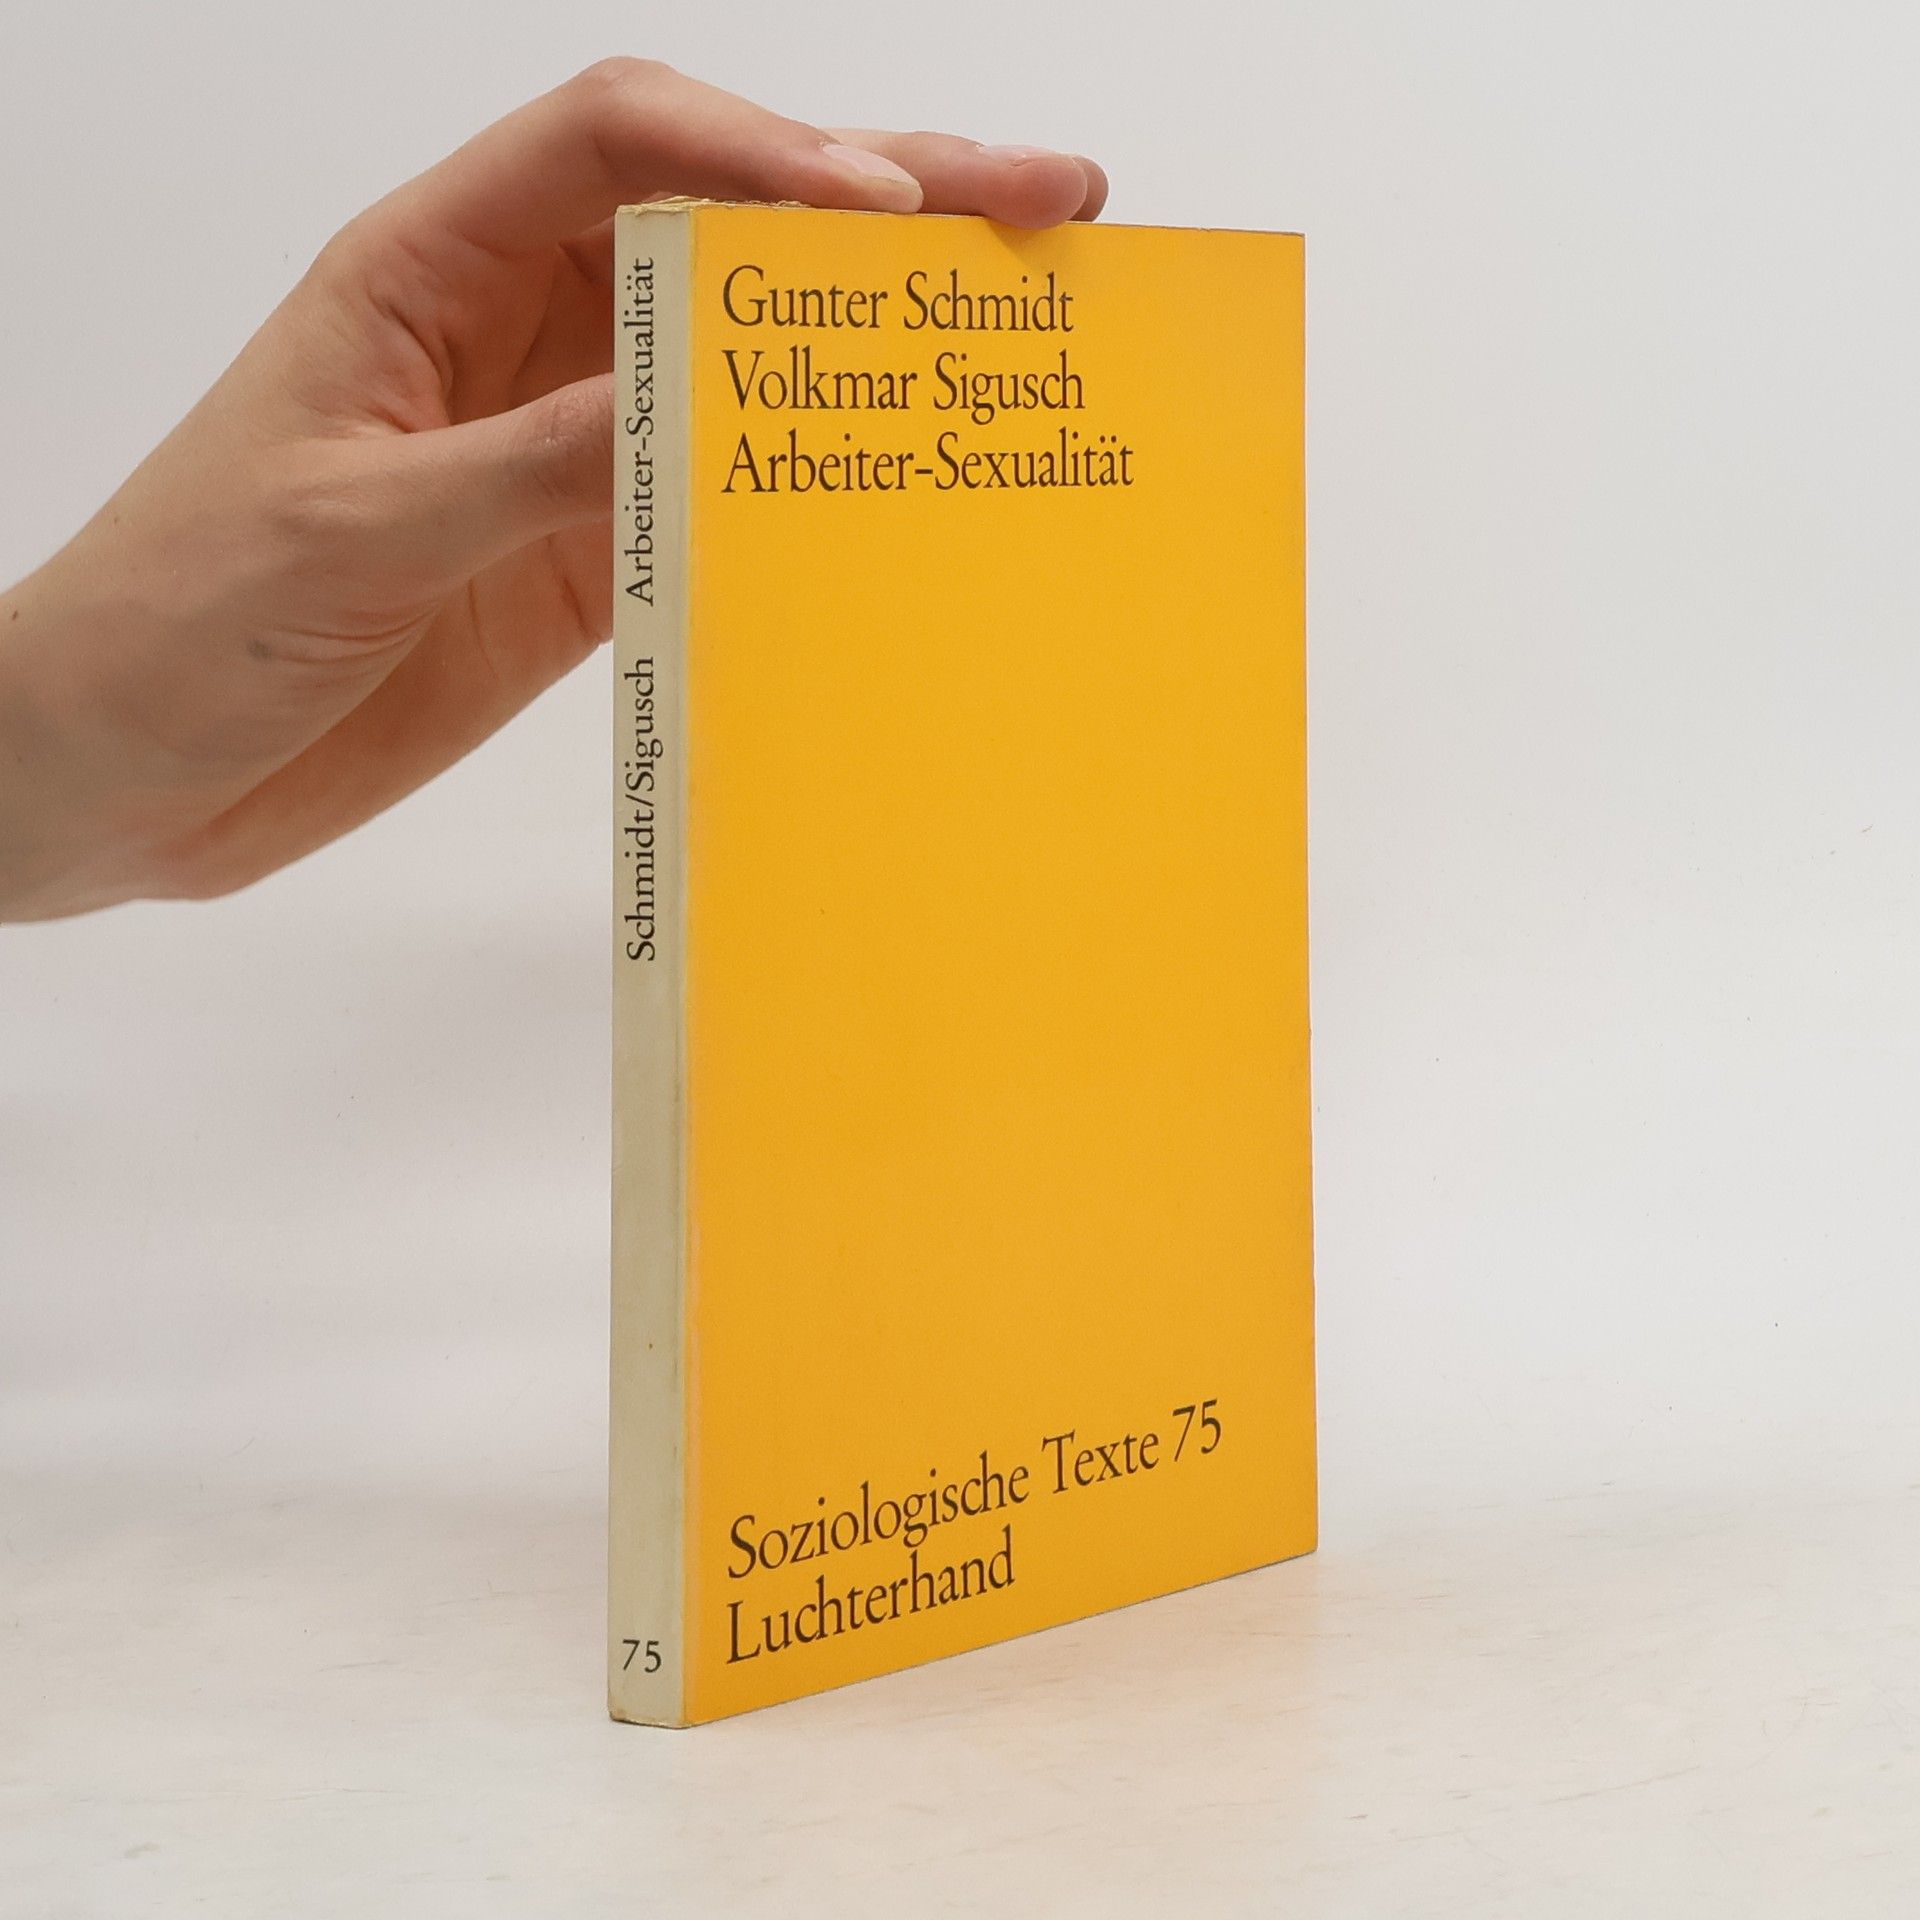 Gunter Schmidt
Volkmar Sigusch
Arbeiter-Sexualität
Soziologische Texte 75
Luchterhand
Schmidt/Sigusch Arbeiter-Sexualität
75